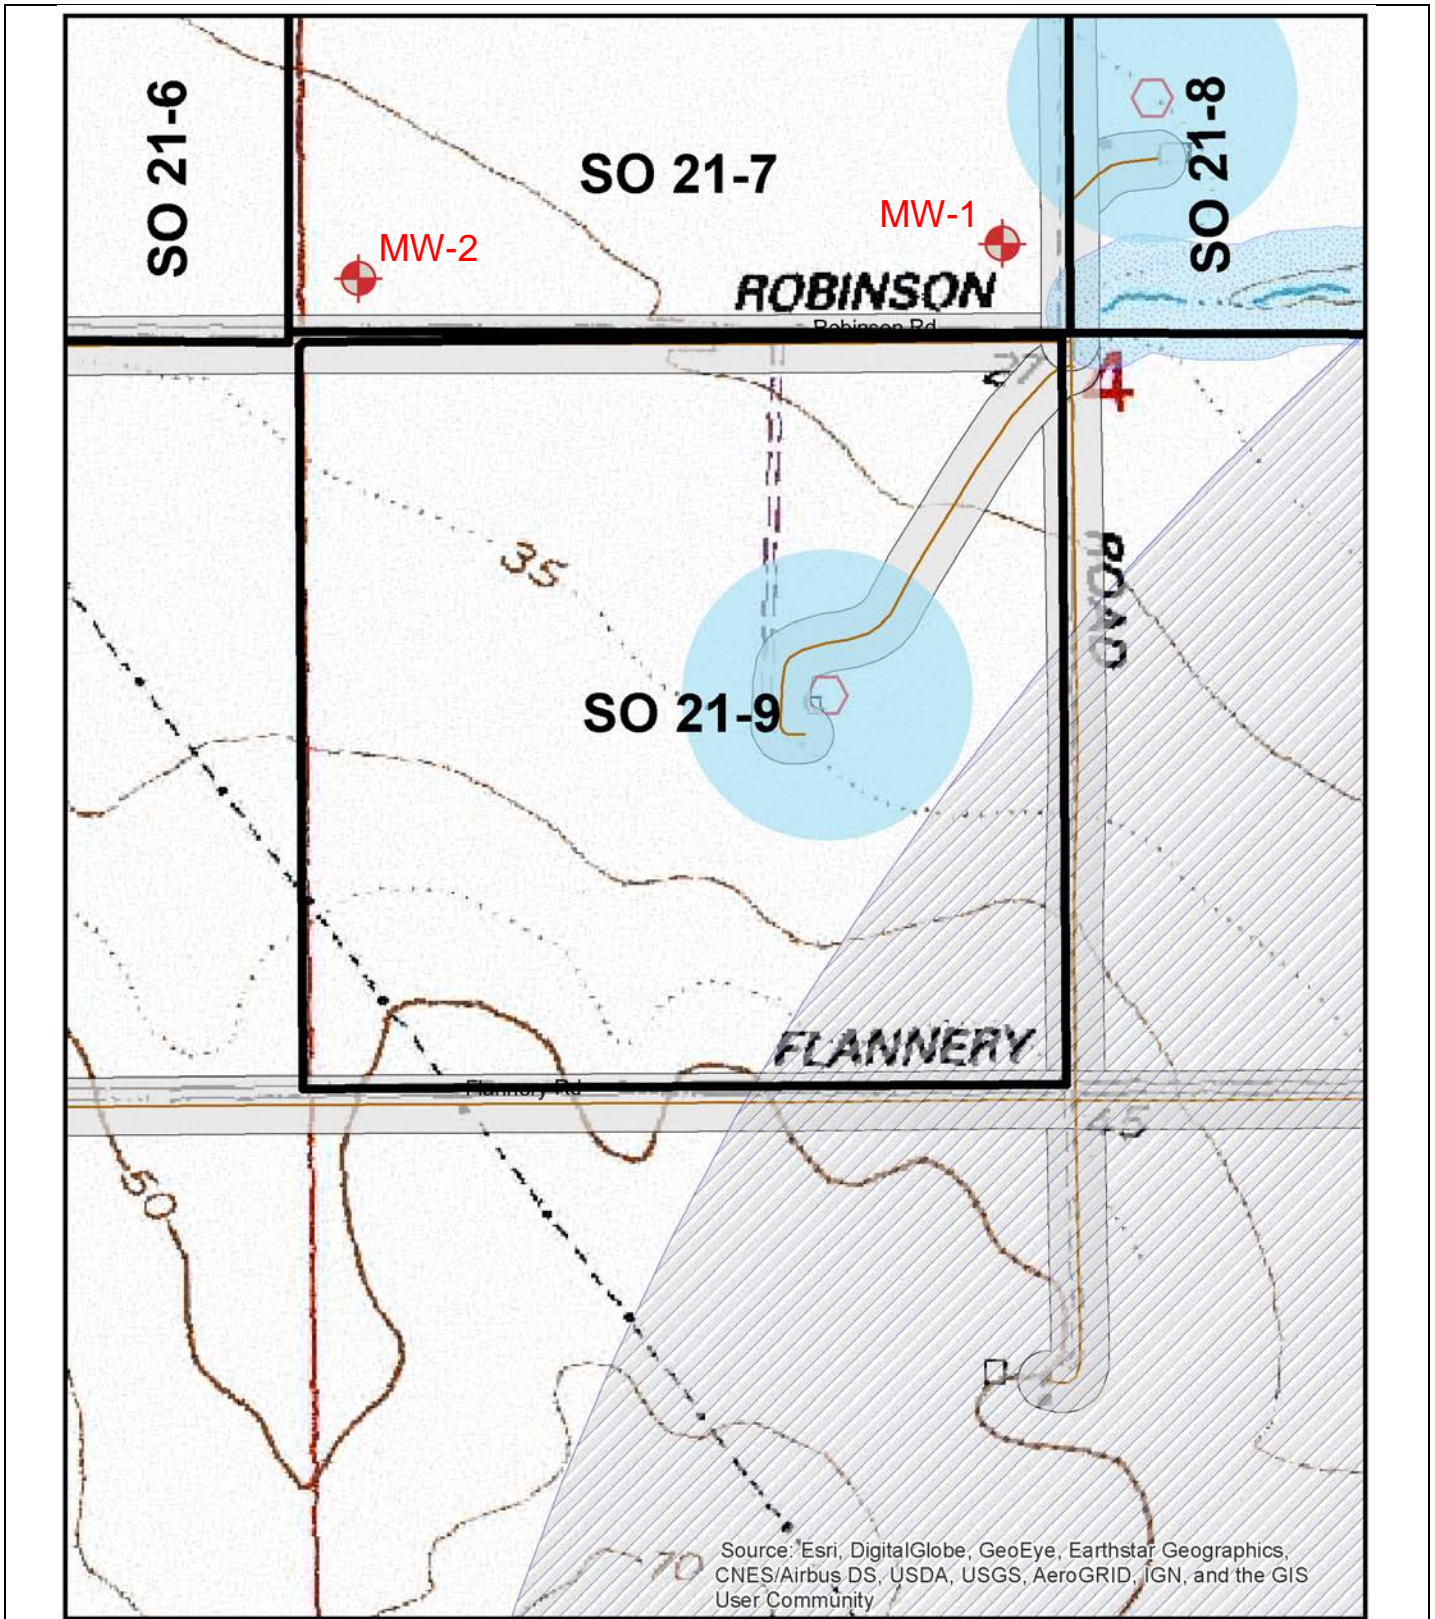 SO 21-6
SO 21-7
SO 21-8
MW-1
MW-2
ROBINSON
Robinson Rd
4
35
ROAD
SO 21-9
FLANNERY
Flannery Rd
45
50
70
Source: Esri, DigitalGlobe, GeoEye, Earthstar Geographics,
CNES/Airbus DS, USDA, USGS, AeroGRID, IGN, and the GIS
User Community